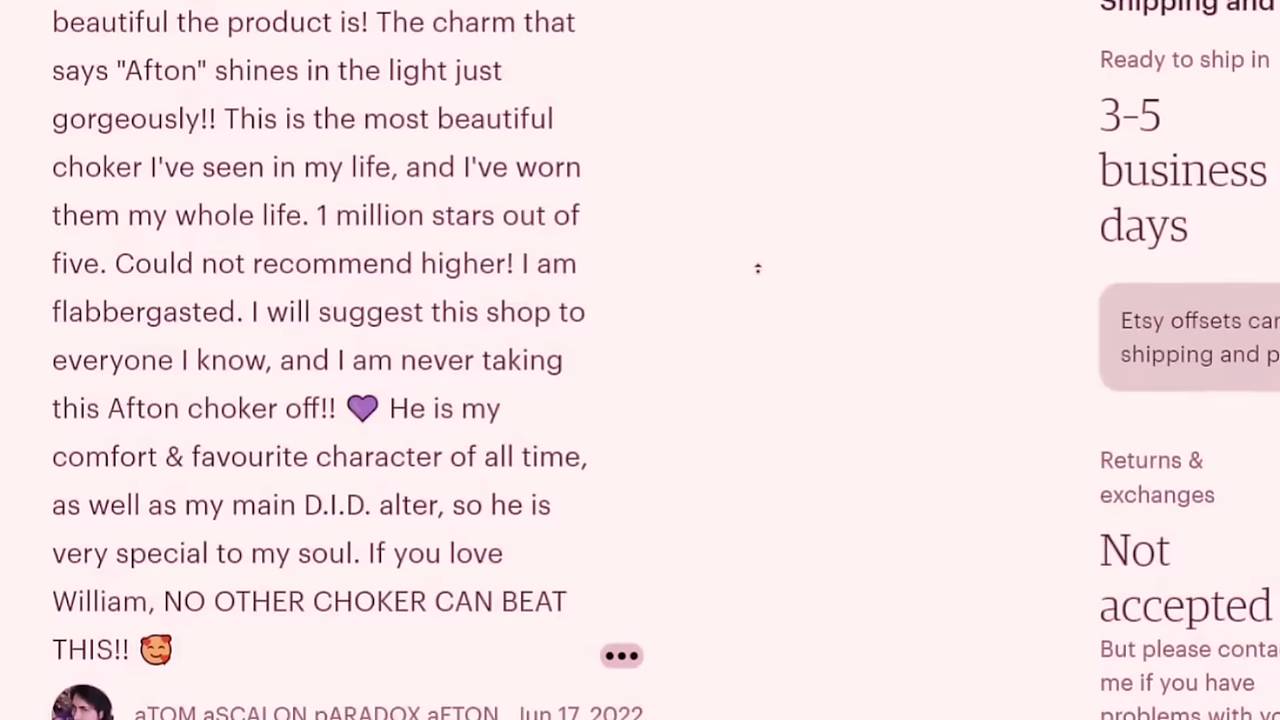 beautiful the product is! The charm that
says "Afton" shines in the light just
gorgeously!! This is the most beautiful
choker I've seen in my life, and I've worn
them my whole life. 1 million stars out of
five. Could not recommend higher! I am
flabbergasted. I will suggest this shop to
everyone I know, and I am never taking
this Afton choker off!! 💜 He is my
comfort & favourite character of all time,
as well as my main D.I.D. alter, so he is
very special to my soul. If you love
William, NO OTHER CHOKER CAN BEAT
THIS!! 🥰
aTOM aSCALON pARADOX aFTON Jun 17, 2022
Shipping and
Ready to ship in
3-5
business
days
Etsy offsets
shipping and
Returns &
exchanges
Not
accepted
But please
me if you have
problems with